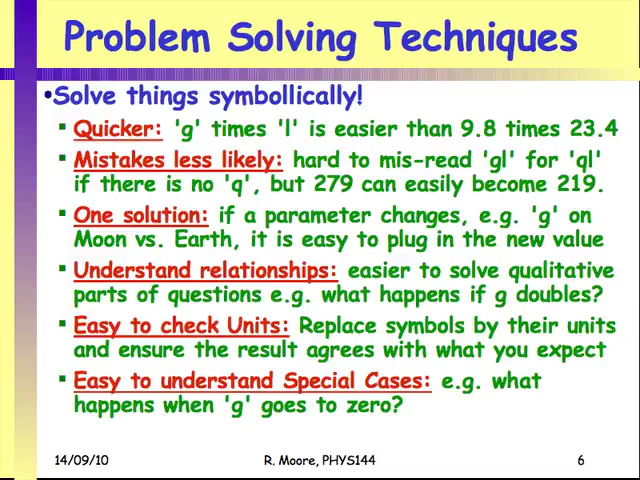 Problem Solving Techniques
•Solve things symbollically!
▪ Quicker: 'g' times 'l' is easier than 9.8 times 23.4
▪ Mistakes less likely: hard to mis-read 'gl' for 'ql'
if there is no 'q', but 279 can easily become 219.
▪ One solution: if a parameter changes, e.g. 'g' on
Moon vs. Earth, it is easy to plug in the new value
▪ Understand relationships: easier to solve qualitative
parts of questions e.g. what happens if g doubles?
▪ Easy to check Units: Replace symbols by their units
and ensure the result agrees with what you expect
▪ Easy to understand Special Cases: e.g. what
happens when 'g' goes to zero?
14/09/10 R. Moore, PHYS144 6